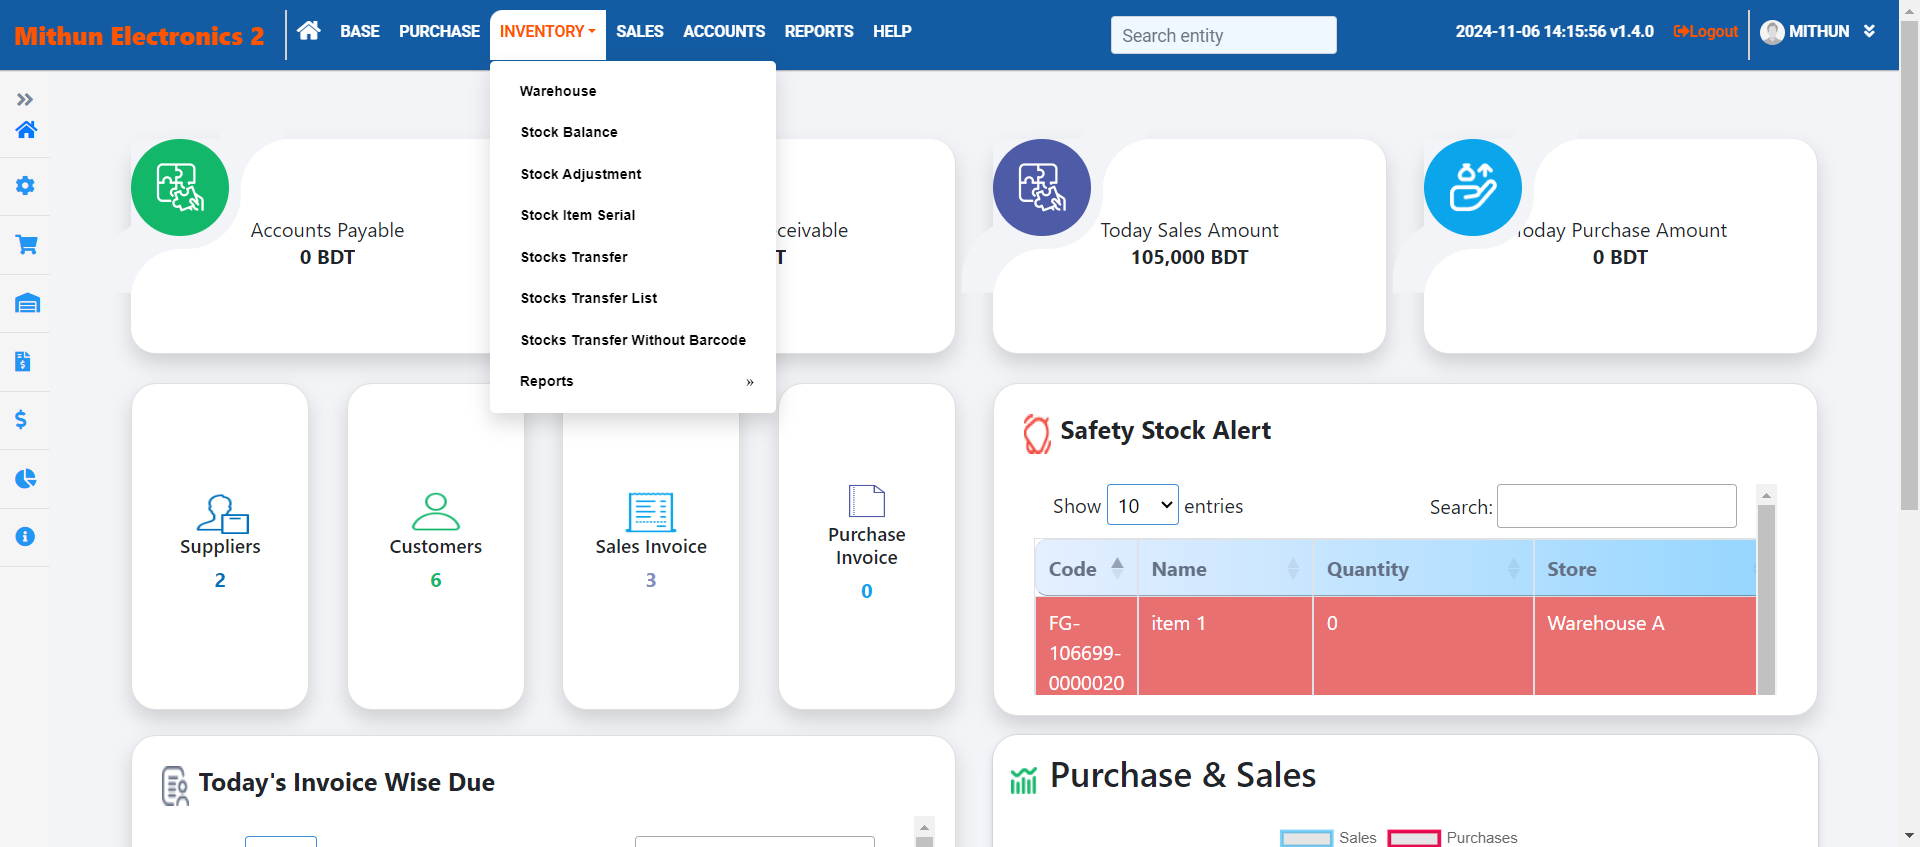 Mithun Electronics 2
BASE
PURCHASE
INVENTORY
SALES
ACCOUNTS
REPORTS
HELP
Search entity
2024-11-06 14:15:56 v1.4.0
Logout
MITHUN
Warehouse
Stock Balance
Stock Adjustment
Stock Item Serial
Stocks Transfer
Stocks Transfer List
Stocks Transfer Without Barcode
Reports »
Accounts Payable
0 BDT
ceivable
T
Today Sales Amount
105,000 BDT
Today Purchase Amount
0 BDT
Suppliers
2
Customers
6
Sales Invoice
3
Purchase
Invoice
0
Safety Stock Alert
Show 10 entries
Search:
Code Name Quantity Store
FG-
106699-
0000020
item 1
0
Warehouse A
Today's Invoice Wise Due
Purchase & Sales
Sales Purchases